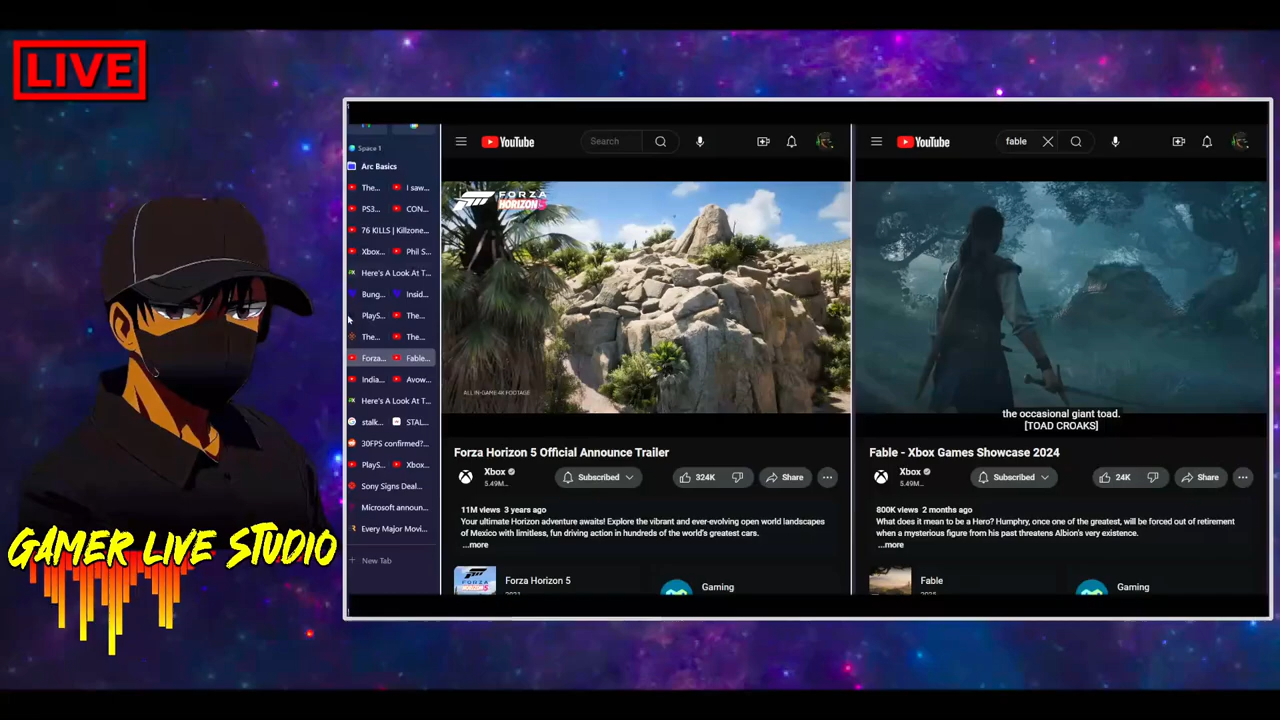 LIVE
GAMER LIVE STUDIO
Space 1
Arc Basics
The...
I saw...
PS3...
CON...
76 KILLS | Killzone...
Xbox...
Phil S...
Here's A Look At T...
Bung...
Insid...
PlayS...
The...
The...
The...
Forza...
Fable...
India...
Avow...
Here's A Look At T...
stalk...
STAL...
30FPS confirmed?...
PlayS...
Xbox...
Sony Signs Deal...
Microsoft announ...
Every Major Movi...
New Tab
YouTube
Search
FORZA
HORIZON 5
ALL IN-GAME 4K FOOTAGE
Forza Horizon 5 Official Announce Trailer
Xbox
5.49M...
Subscribed
324K
Share
11M views 3 years ago
Your ultimate Horizon adventure awaits! Explore the vibrant and ever-evolving open world landscapes
of Mexico with limitless, fun driving action in hundreds of the world's greatest cars.
...more
Forza Horizon 5
Gaming
YouTube
fable
the occasional giant toad.
[TOAD CROAKS]
Fable - Xbox Games Showcase 2024
Xbox
5.49M...
Subscribed
24K
Share
800K views 2 months ago
What does it mean to be a Hero? Humphry, once one of the greatest, will be forced out of retirement
when a mysterious figure from his past threatens Albion's very existence.
...more
Fable
Gaming